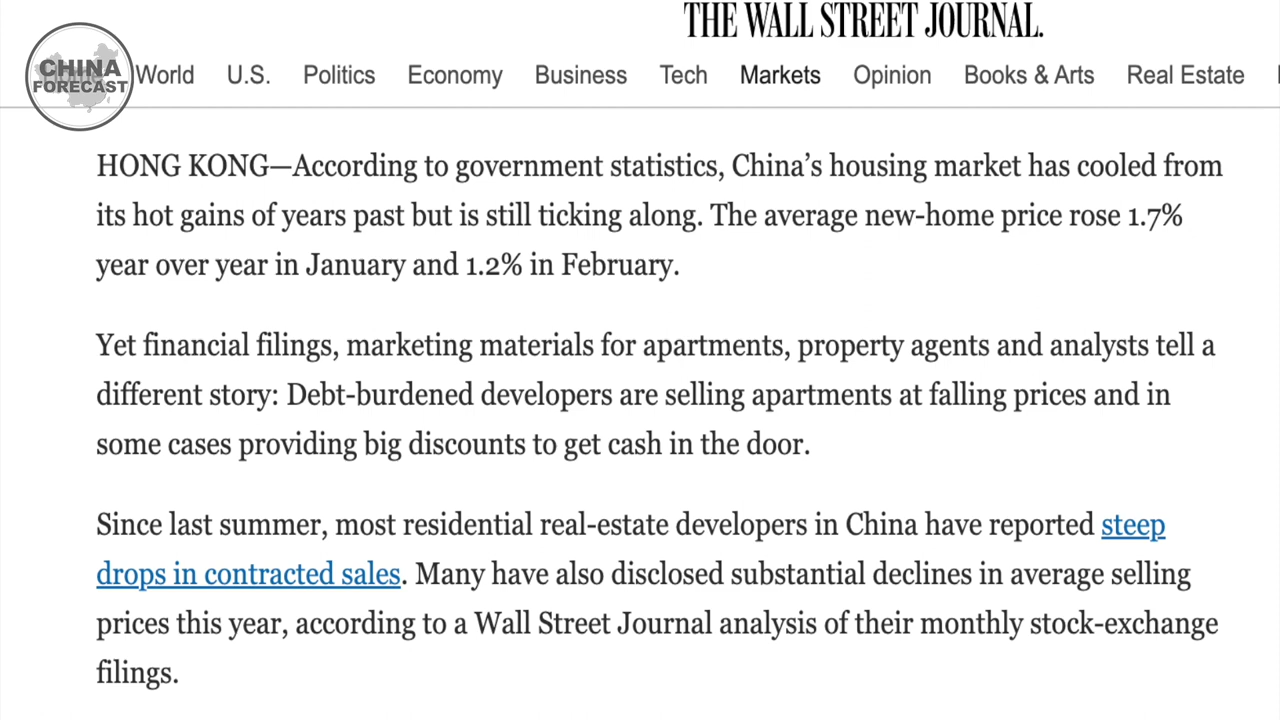 THE WALL STREET JOURNAL.
CHINA
FORECAST
World U.S. Politics Economy Business Tech Markets Opinion Books & Arts Real Estate
HONG KONG—According to government statistics, China’s housing market has cooled from
its hot gains of years past but is still ticking along. The average new-home price rose 1.7%
year over year in January and 1.2% in February.
Yet financial filings, marketing materials for apartments, property agents and analysts tell a
different story: Debt-burdened developers are selling apartments at falling prices and in
some cases providing big discounts to get cash in the door.
Since last summer, most residential real-estate developers in China have reported steep
drops in contracted sales. Many have also disclosed substantial declines in average selling
prices this year, according to a Wall Street Journal analysis of their monthly stock-exchange
filings.